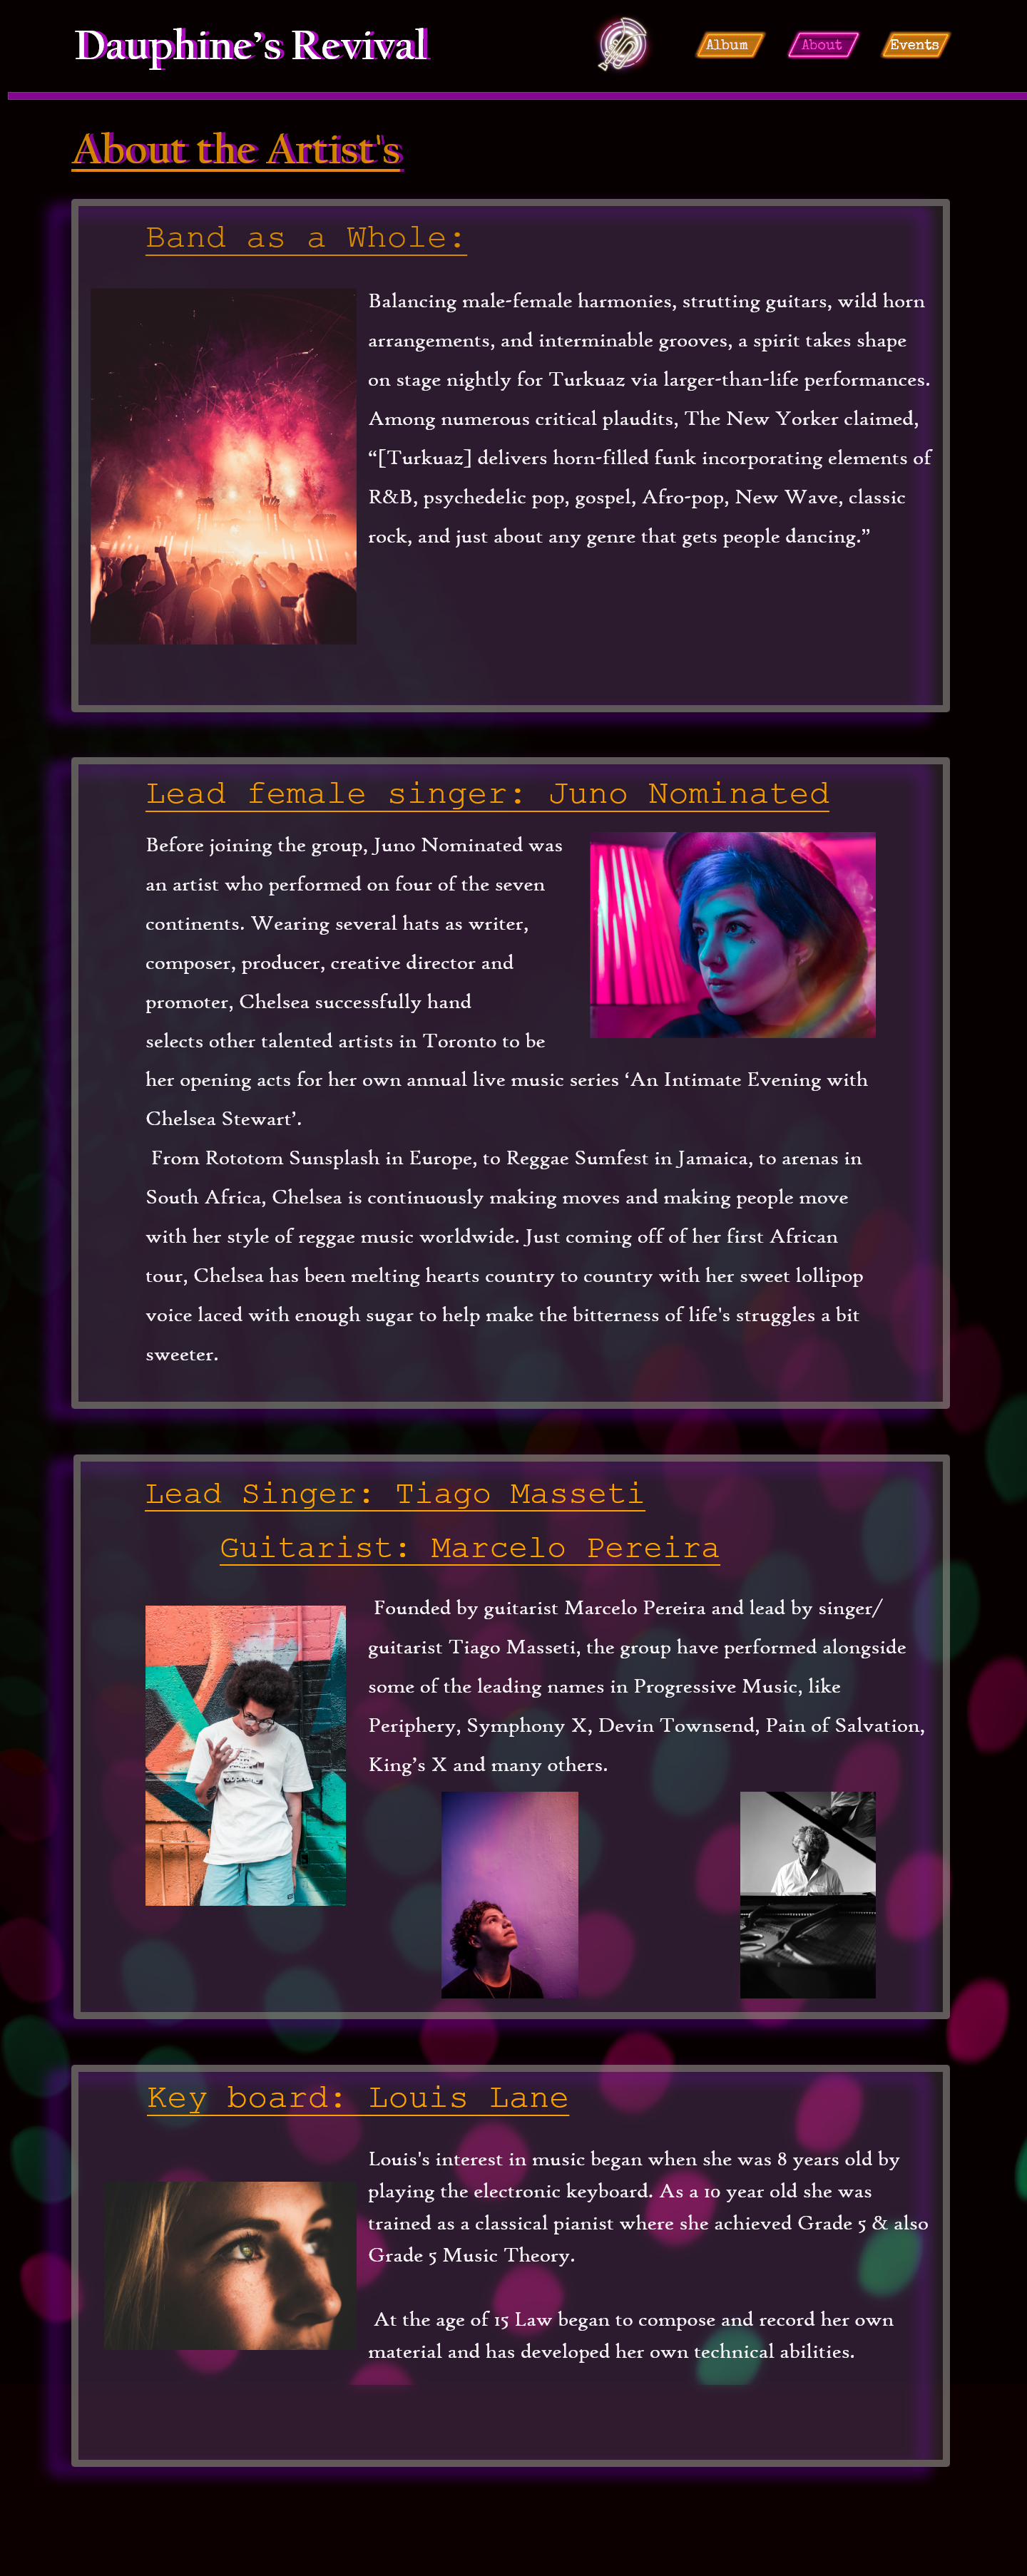 Dauphine’s Revival
Album
About
Events
About the Artist's
Band as a Whole:
Balancing male-female harmonies, strutting guitars, wild horn
arrangements, and interminable grooves, a spirit takes shape
on stage nightly for Turkuaz via larger-than-life performances.
Among numerous critical plaudits, The New Yorker claimed,
“[Turkuaz] delivers horn-filled funk incorporating elements of
R&B, psychedelic pop, gospel, Afro-pop, New Wave, classic
rock, and just about any genre that gets people dancing.”
Lead female singer: Juno Nominated
Before joining the group, Juno Nominated was
an artist who performed on four of the seven
continents. Wearing several hats as writer,
composer, producer, creative director and
promoter, Chelsea successfully hand
selects other talented artists in Toronto to be
her opening acts for her own annual live music series ‘An Intimate Evening with
Chelsea Stewart’.
From Rototom Sunsplash in Europe, to Reggae Sumfest in Jamaica, to arenas in
South Africa, Chelsea is continuously making moves and making people move
with her style of reggae music worldwide. Just coming off of her first African
tour, Chelsea has been melting hearts country to country with her sweet lollipop
voice laced with enough sugar to help make the bitterness of life's struggles a bit
sweeter.
Lead Singer: Tiago Masseti
Guitarist: Marcelo Pereira
Founded by guitarist Marcelo Pereira and lead by singer/
guitarist Tiago Masseti, the group have performed alongside
some of the leading names in Progressive Music, like
Periphery, Symphony X, Devin Townsend, Pain of Salvation,
King’s X and many others.
Key board: Louis Lane
Louis's interest in music began when she was 8 years old by
playing the electronic keyboard. As a 10 year old she was
trained as a classical pianist where she achieved Grade 5 & also
Grade 5 Music Theory.
At the age of 15 Law began to compose and record her own
material and has developed her own technical abilities.